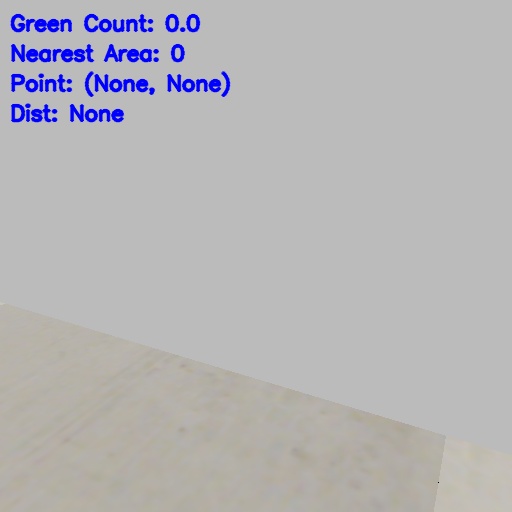 Green Count: 0.0
Nearest Area: 0
Point: (None, None)
Dist: None